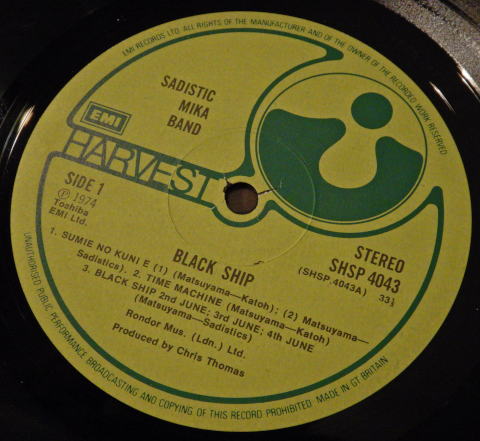 EMI RECORDS LTD. ALL RIGHTS OF THE MANUFACTURER AND OF THE OWNER OF THE RECORDED WORK RESERVED
SADISTIC
MIKA
BAND
EMI
HARVEST
SIDE 1
Ⓟ 1974
Toshiba
EMI Ltd.
STEREO
SHSP 4043
(SHSP.4043A) 33⅓
BLACK SHIP
1. SUMIE NO KUNI E (1) (Matsuyama—Katoh); (2) Matsuyama—
Sadistics). 2. TIME MACHINE (Matsuyama—Katoh)
3. BLACK SHIP 2nd JUNE; 3rd JUNE; 4th JUNE
(Matsuyama—Sadistics)
Rondor Mus. (Ldn.) Ltd.
Produced by Chris Thomas
UNAUTHORISED PUBLIC PERFORMANCE BROADCASTING AND COPYING OF THIS RECORD PROHIBITED MADE IN GT BRITAIN